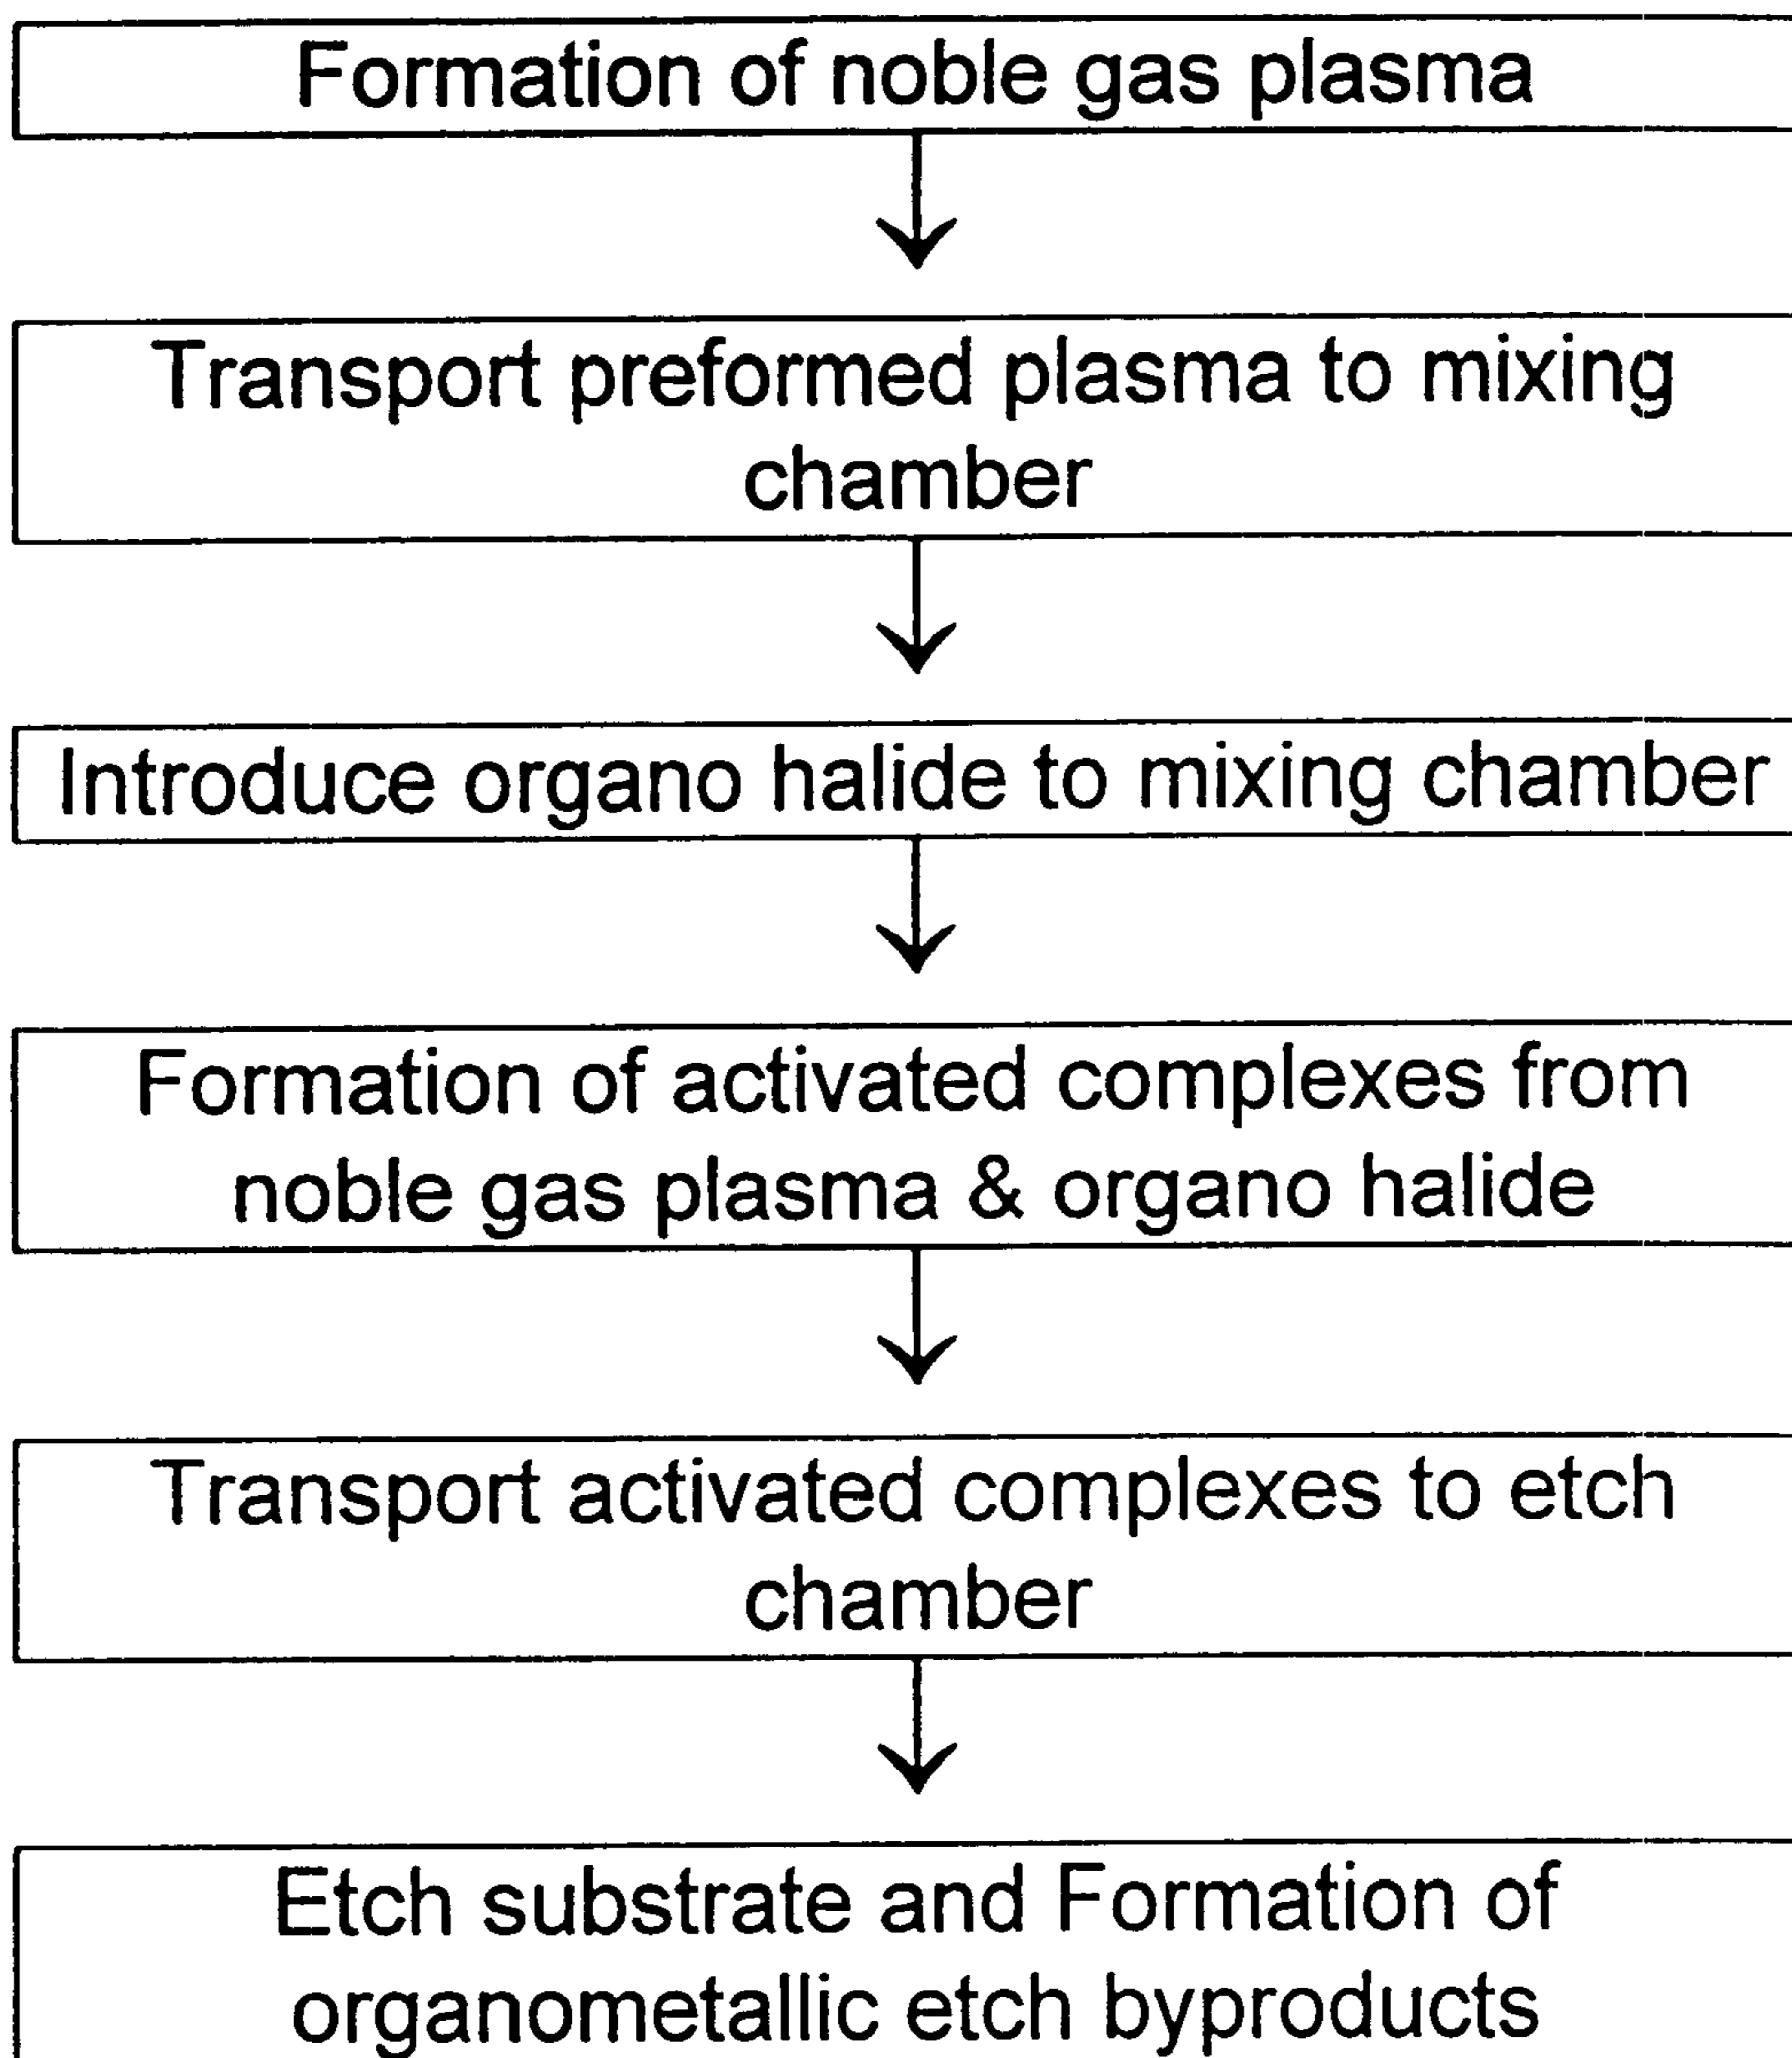 Formation of noble gas plasma
Transport preformed plasma to mixing
chamber
Introduce organo halide to mixing chamber
Formation of activated complexes from
noble gas plasma & organo halide
Transport activated complexes to etch
chamber
Etch substrate and Formation of
organometallic etch byproducts